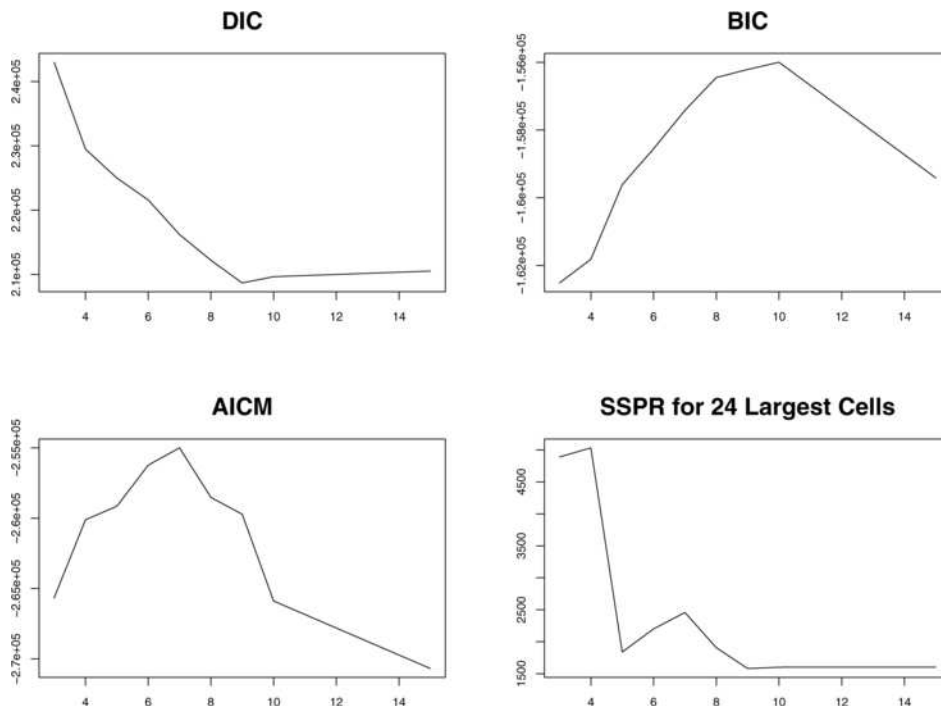 DIC
2.4e+05
2.3e+05
2.2e+05
2.1e+05
4 6 8 10 12 14
BIC
−1.56e+05
−1.58e+05
−1.6e+05
−1.62e+05
4 6 8 10 12 14
AICM
−2.55e+05
−2.6e+05
−2.65e+05
−2.7e+05
4 6 8 10 12 14
SSPR for 24 Largest Cells
4500
3500
2500
1500
4 6 8 10 12 14